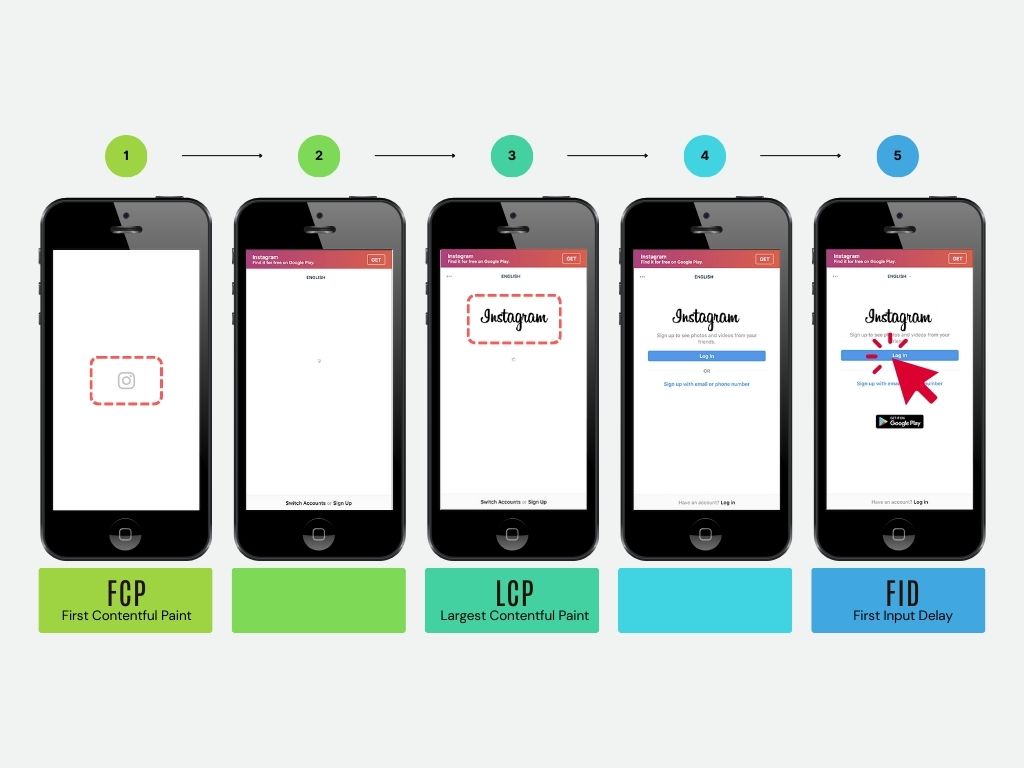 1
2
3
4
5
Instagram
Find it for free on Google Play.
GET
ENGLISH
Switch Accounts or Sign Up
Instagram
Find it for free on Google Play.
GET
ENGLISH
Instagram
Switch Accounts or Sign Up
Instagram
Find it for free on Google Play.
GET
ENGLISH
Instagram
Sign up to see photos and videos from your
friends.
Log In
OR
Sign up with email or phone number
Have an account? Log in
Instagram
Find it for free on Google Play.
GET
ENGLISH
Instagram
Sign up to see photos and videos from your
Log In
Sign up with email number
GET IT ON
Google Play
Have an account? Log in
FCP
First Contentful Paint
LCP
Largest Contentful Paint
FID
First Input Delay